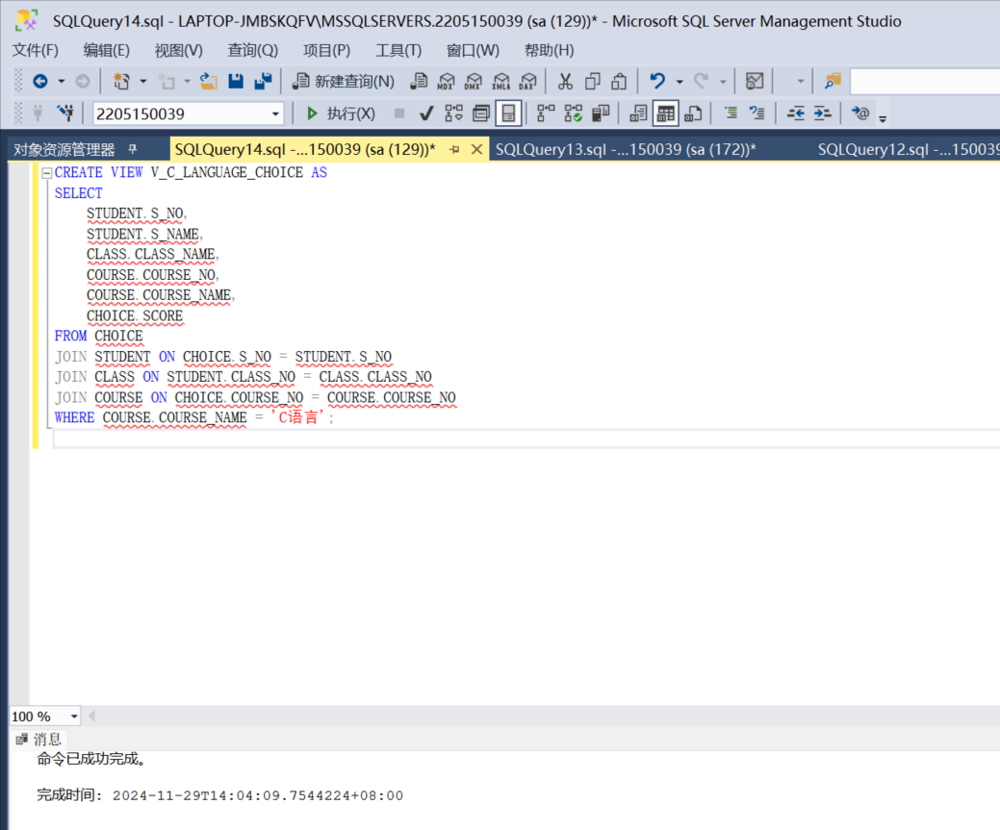 SQLQuery14.sql - LAPTOP-JMBSKQFV\MSSQLSERVERS.2205150039 (sa (129))* - Microsoft SQL Server Management Studio
文件(F) 编辑(E) 视图(V) 查询(Q) 项目(P) 工具(T) 窗口(W) 帮助(H)
新建查询(N) MDX DMX XMLA DAX
2205150039 执行(X)
对象资源管理器 SQLQuery14.sql -...150039 (sa (129))* SQLQuery13.sql -...150039 (sa (172))* SQLQuery12.sql -...150039
CREATE VIEW V_C_LANGUAGE_CHOICE AS
SELECT
STUDENT.S_NO,
STUDENT.S_NAME,
CLASS.CLASS_NAME,
COURSE.COURSE_NO,
COURSE.COURSE_NAME,
CHOICE.SCORE
FROM CHOICE
JOIN STUDENT ON CHOICE.S_NO = STUDENT.S_NO
JOIN CLASS ON STUDENT.CLASS_NO = CLASS.CLASS_NO
JOIN COURSE ON CHOICE.COURSE_NO = COURSE.COURSE_NO
WHERE COURSE.COURSE_NAME = 'C语言';
100 %
消息
命令已成功完成。
完成时间: 2024-11-29T14:04:09.7544224+08:00